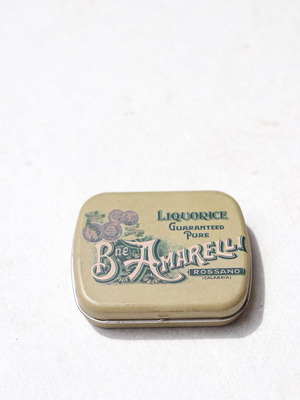 LIQUORICE
GUARANTEED
PURE
Bne AMARELLI
ROSSANO
(CALABRIA)